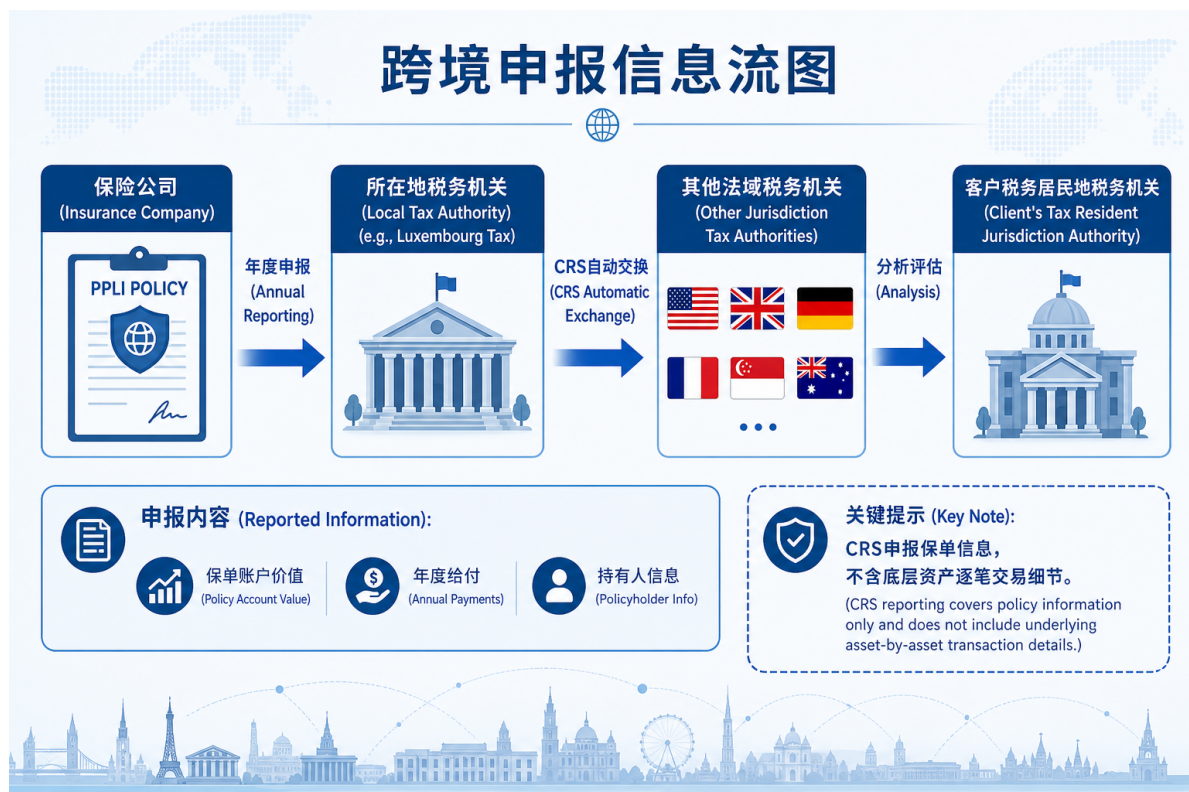 跨境申报信息流图
保险公司
(Insurance Company)
PPLI POLICY
年度申报
(Annual
Reporting)
所在地税务机关
(Local Tax Authority)
(e.g., Luxembourg Tax)
CRS自动交换
(CRS Automatic
Exchange)
其他法域税务机关
(Other Jurisdiction
Tax Authorities)
分析评估
(Analysis)
客户税务居民地税务机关
(Client's Tax Resident
Jurisdiction Authority)
申报内容 (Reported Information):
保单账户价值
(Policy Account Value)
年度给付
(Annual Payments)
持有人信息
(Policyholder Info)
关键提示 (Key Note):
CRS申报保单信息，
不含底层资产逐笔交易细节。
(CRS reporting covers policy information
only and does not include underlying
asset-by-asset transaction details.)